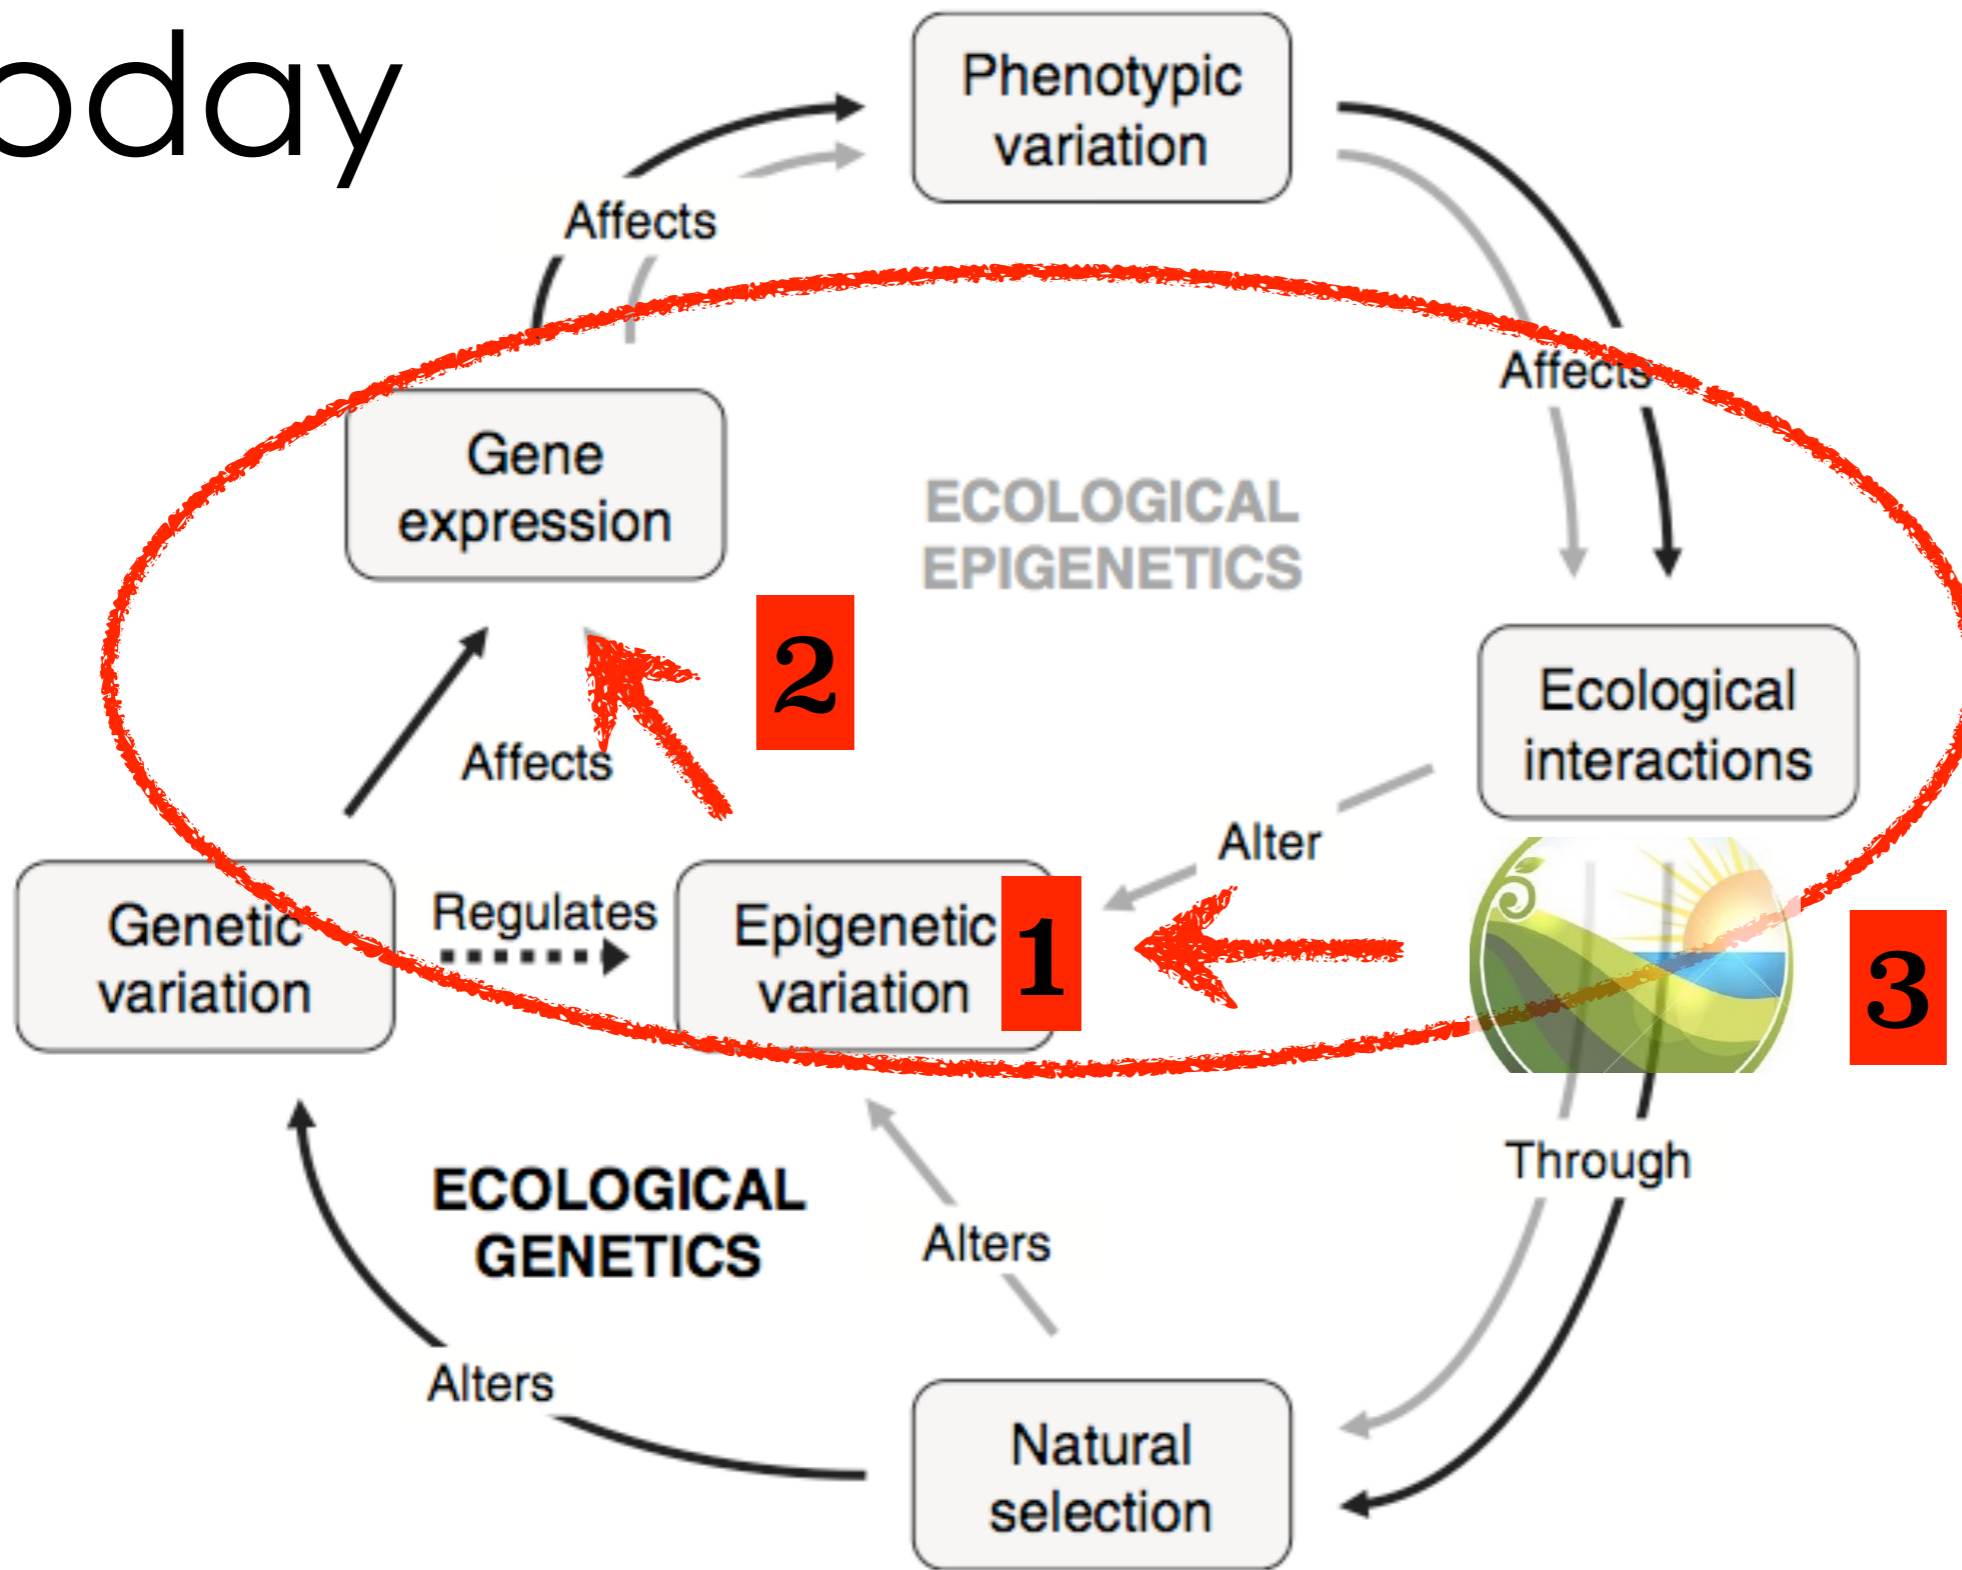 oday
Phenotypic
variation
Affects
Affects
Gene
expression
ECOLOGICAL
EPIGENETICS
2
Ecological
interactions
Affects
Alter
Genetic
variation
Regulates
Epigenetic
variation
1
3
Through
ECOLOGICAL
GENETICS
Alters
Alters
Natural
selection